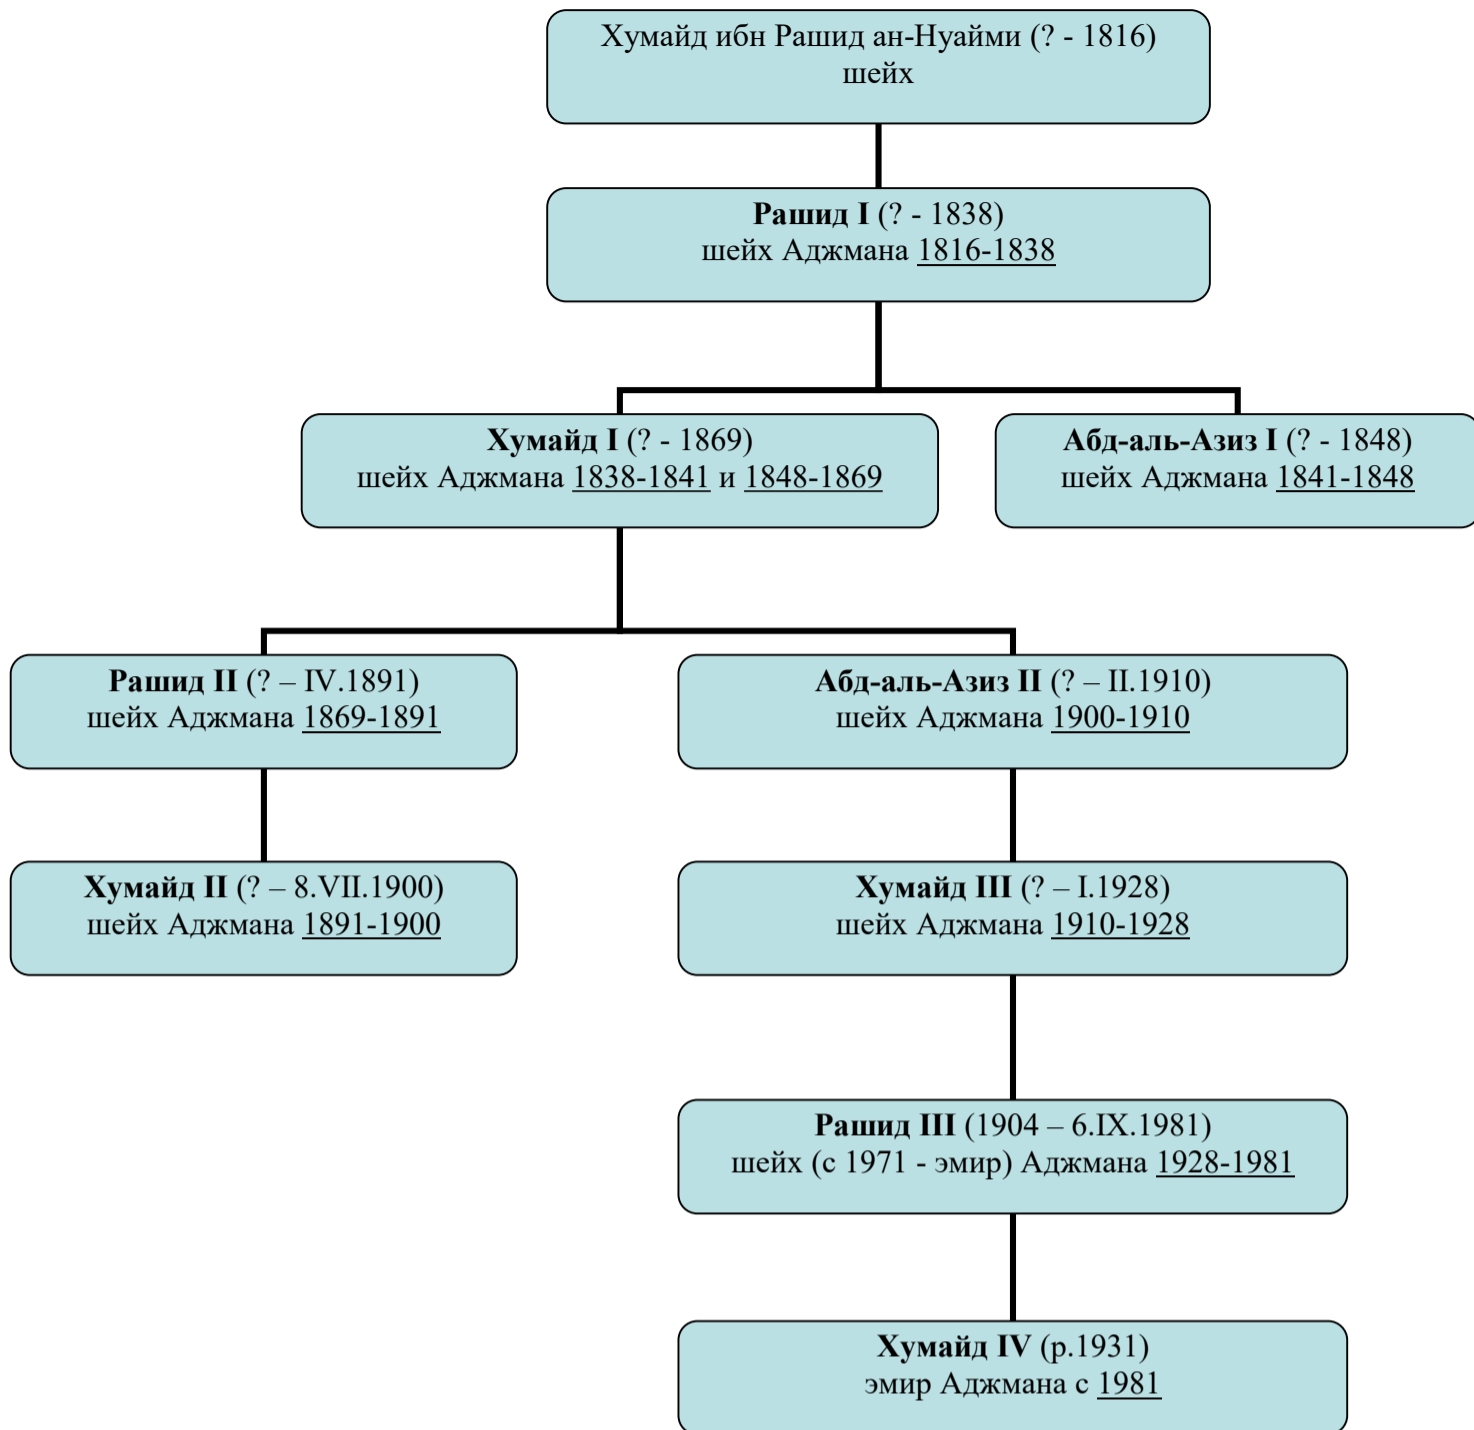 Хумайд ибн Рашид ан-Нуайми (? - 1816)
шейх
Рашид I (? - 1838)
шейх Аджмана 1816-1838
Хумайд I (? - 1869)
шейх Аджмана 1838-1841 и 1848-1869
Абд-аль-Азиз I (? - 1848)
шейх Аджмана 1841-1848
Рашид II (? – IV.1891)
шейх Аджмана 1869-1891
Абд-аль-Азиз II (? – II.1910)
шейх Аджмана 1900-1910
Хумайд II (? – 8.VII.1900)
шейх Аджмана 1891-1900
Хумайд III (? – I.1928)
шейх Аджмана 1910-1928
Рашид III (1904 – 6.IX.1981)
шейх (с 1971 - эмир) Аджмана 1928-1981
Хумайд IV (р.1931)
эмир Аджмана с 1981